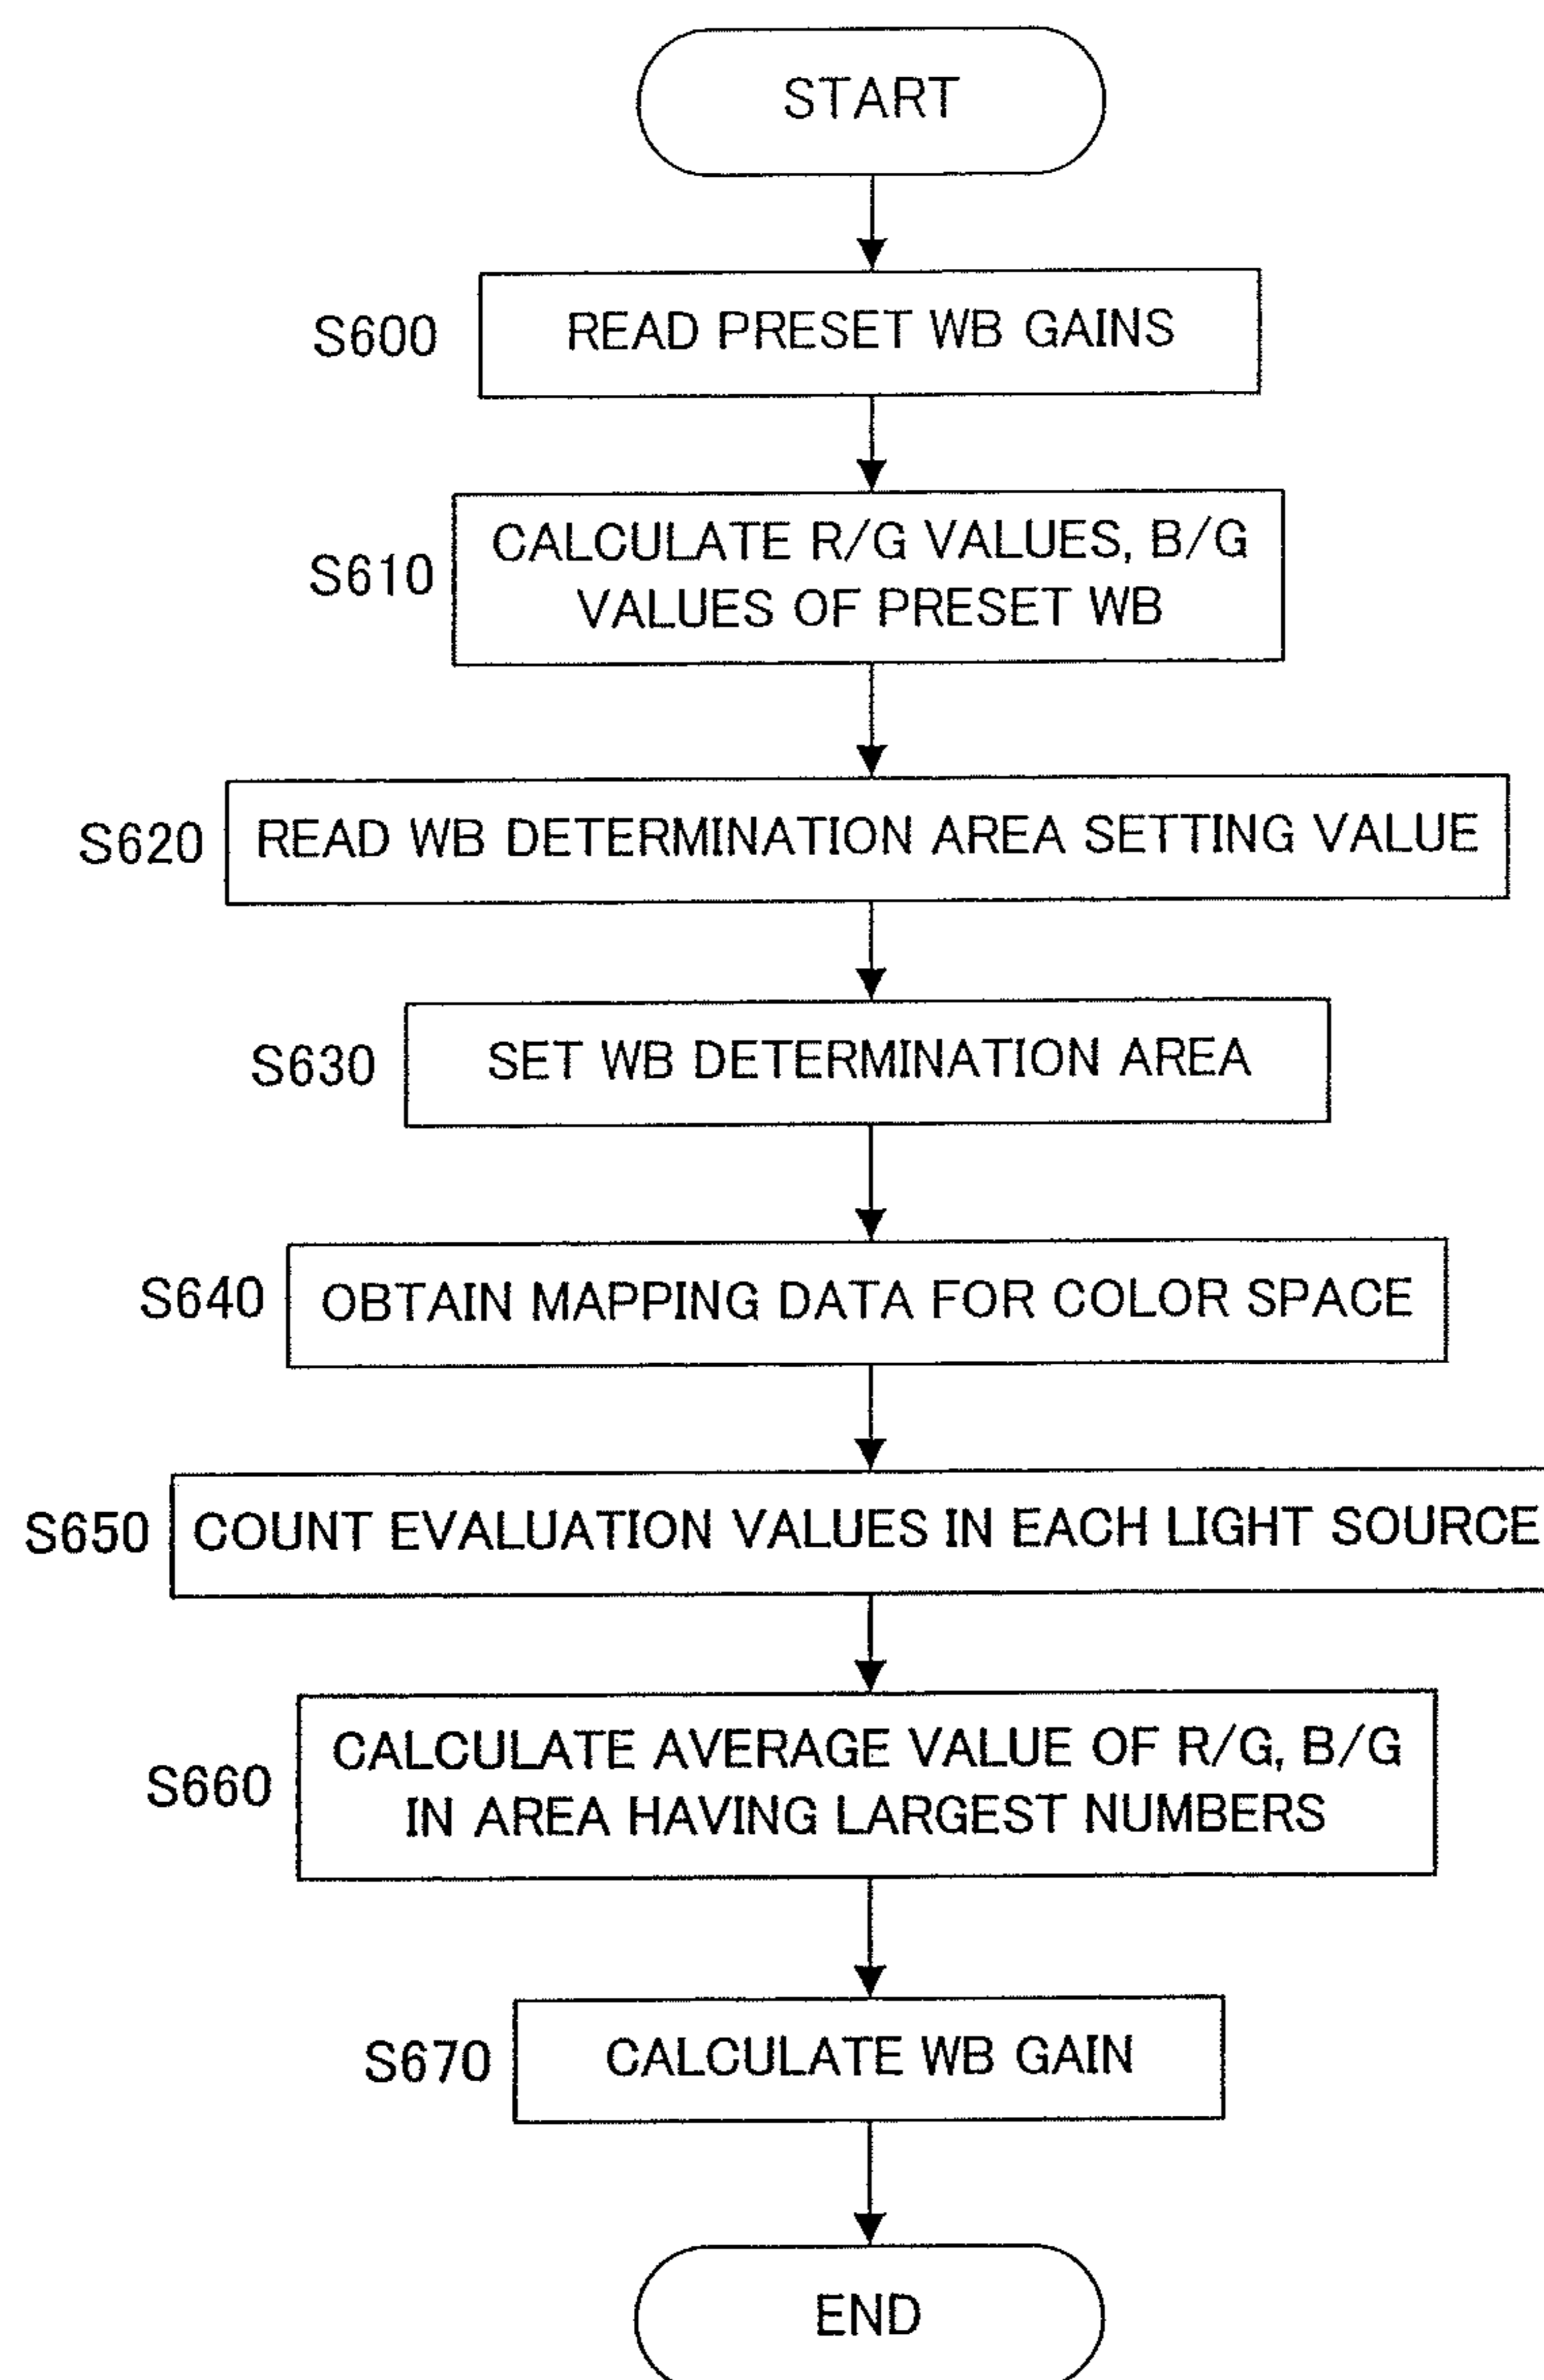 START
S600
READ PRESET WB GAINS
S610
CALCULATE R/G VALUES, B/G
VALUES OF PRESET WB
S620
READ WB DETERMINATION AREA SETTING VALUE
S630
SET WB DETERMINATION AREA
S640
OBTAIN MAPPING DATA FOR COLOR SPACE
S650
COUNT EVALUATION VALUES IN EACH LIGHT SOURCE
S660
CALCULATE AVERAGE VALUE OF R/G, B/G
IN AREA HAVING LARGEST NUMBERS
S670
CALCULATE WB GAIN
END